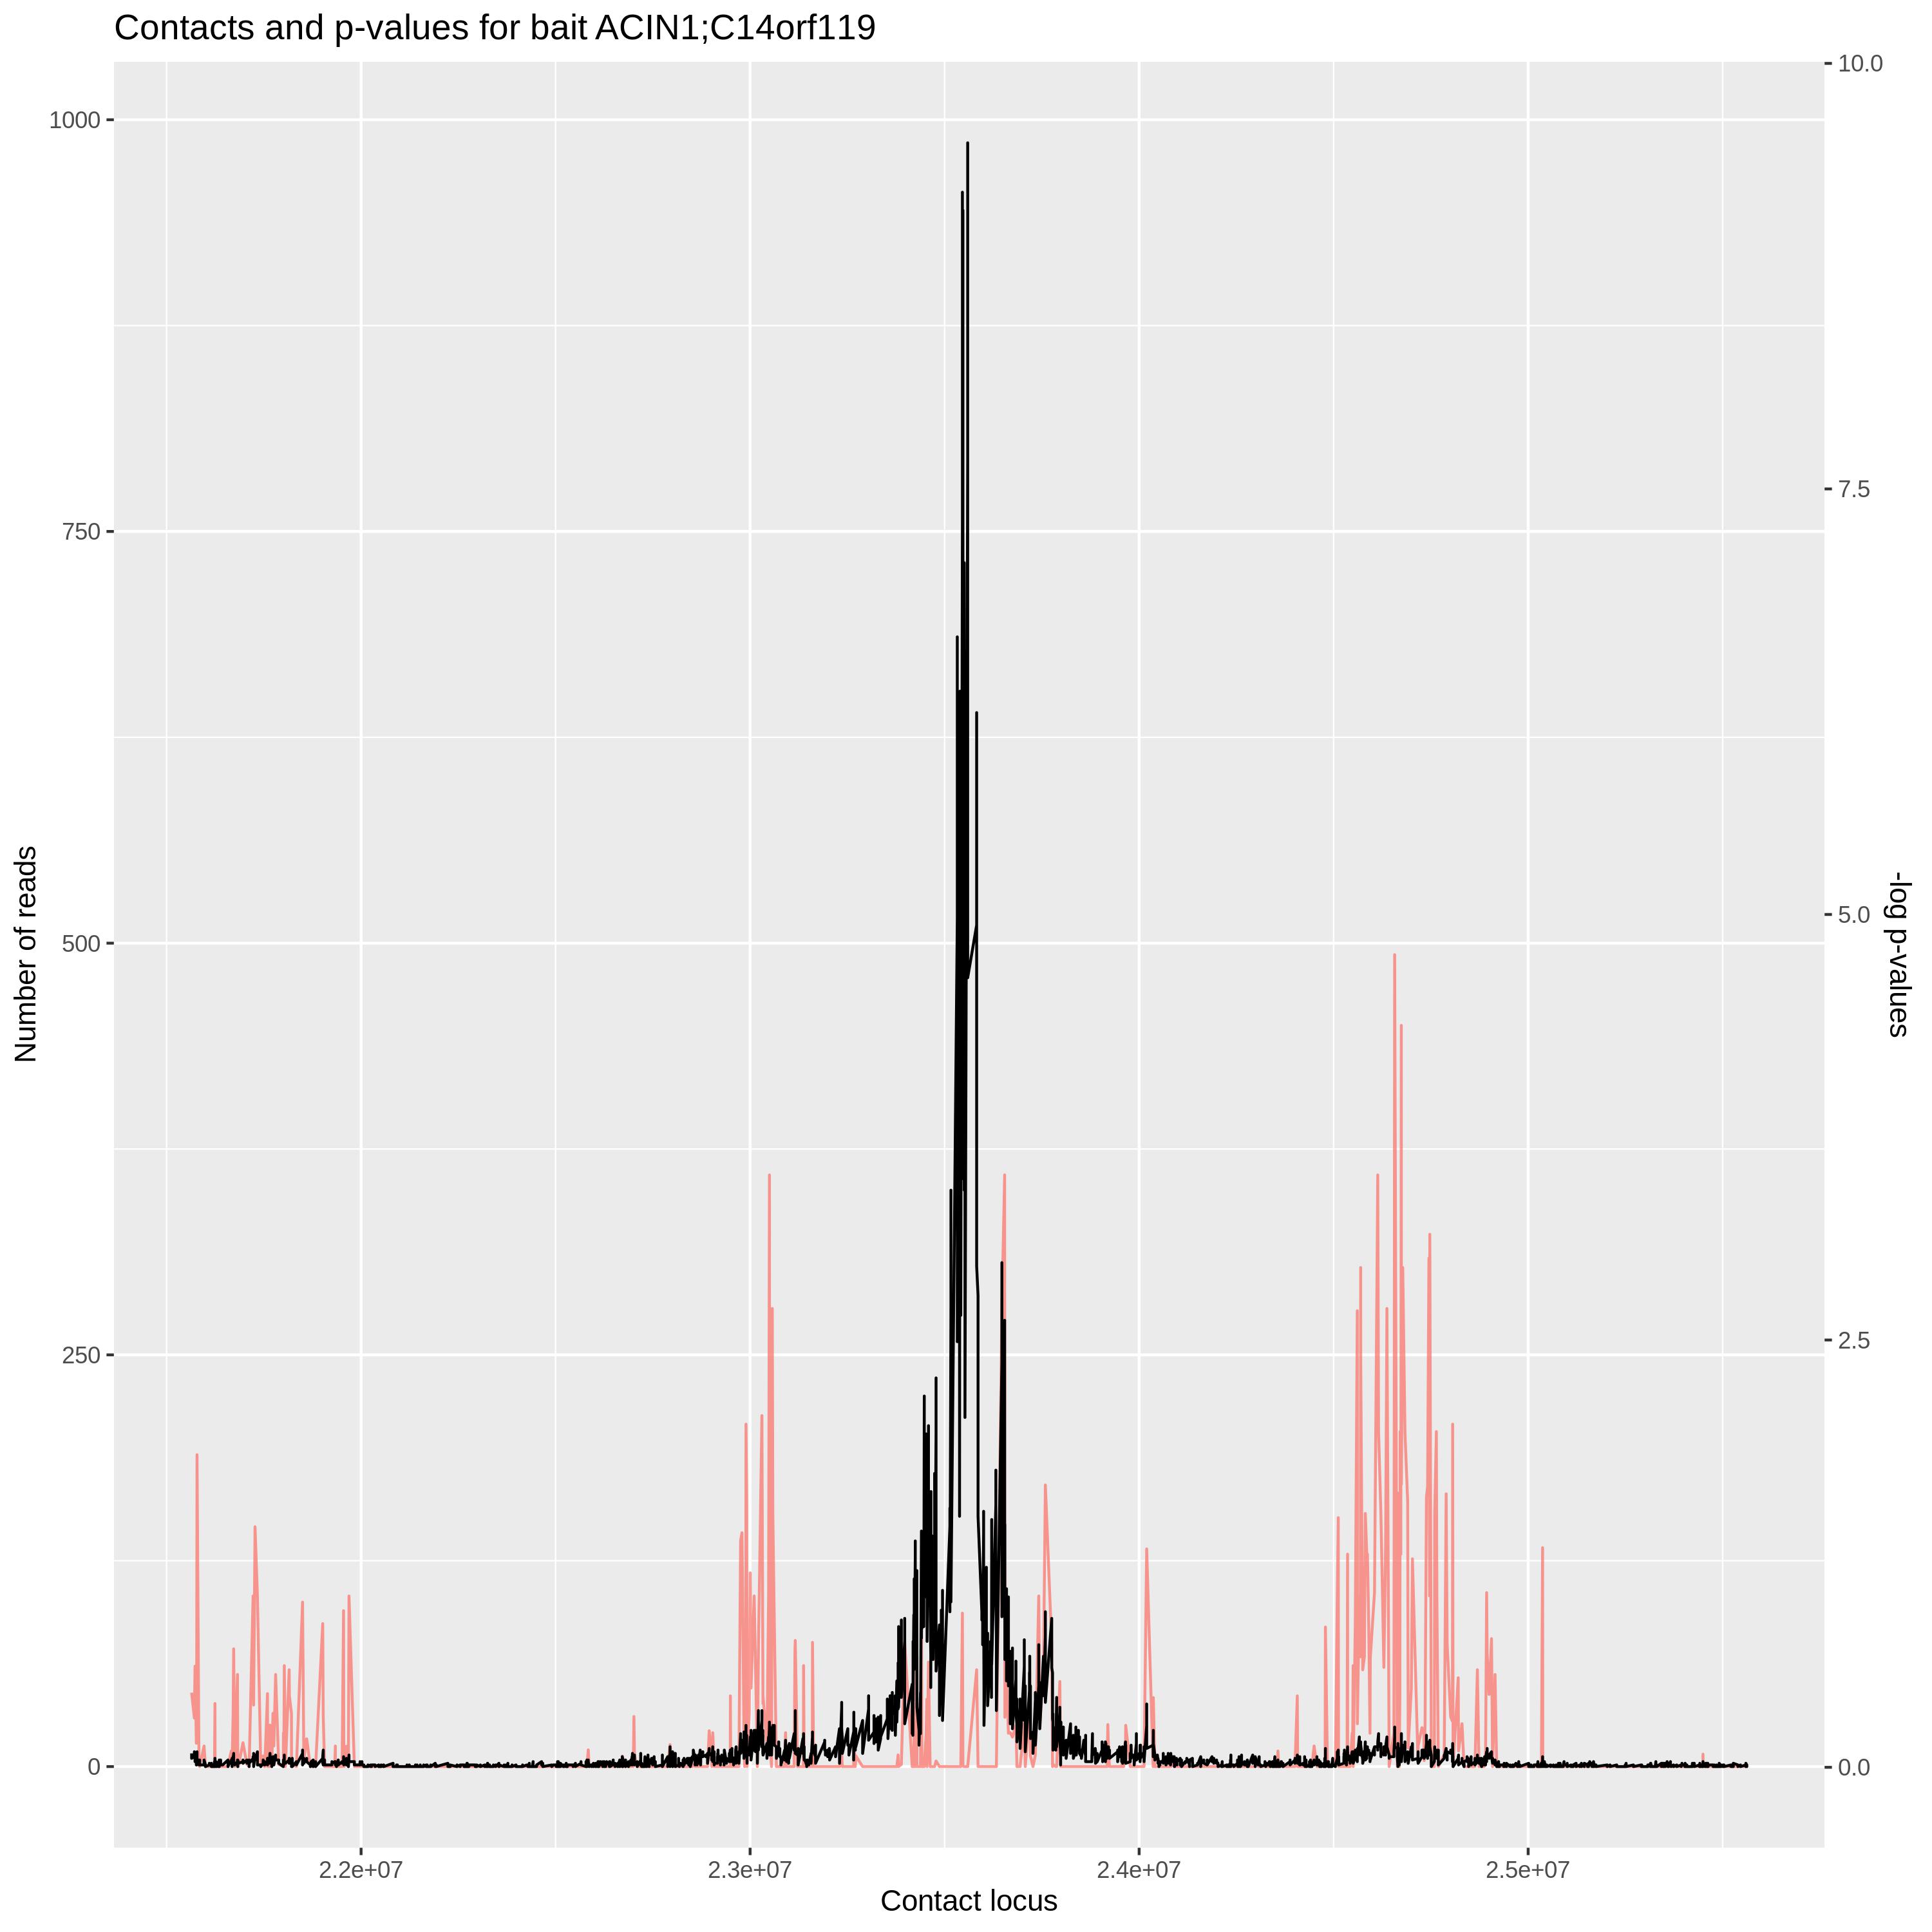 Contacts and p-values for bait ACIN1;C14orf119
1000
750
500
250
0
Number of reads
10.0
7.5
5.0
2.5
0.0
-log p-values
2.2e+07
2.3e+07
2.4e+07
2.5e+07
Contact locus